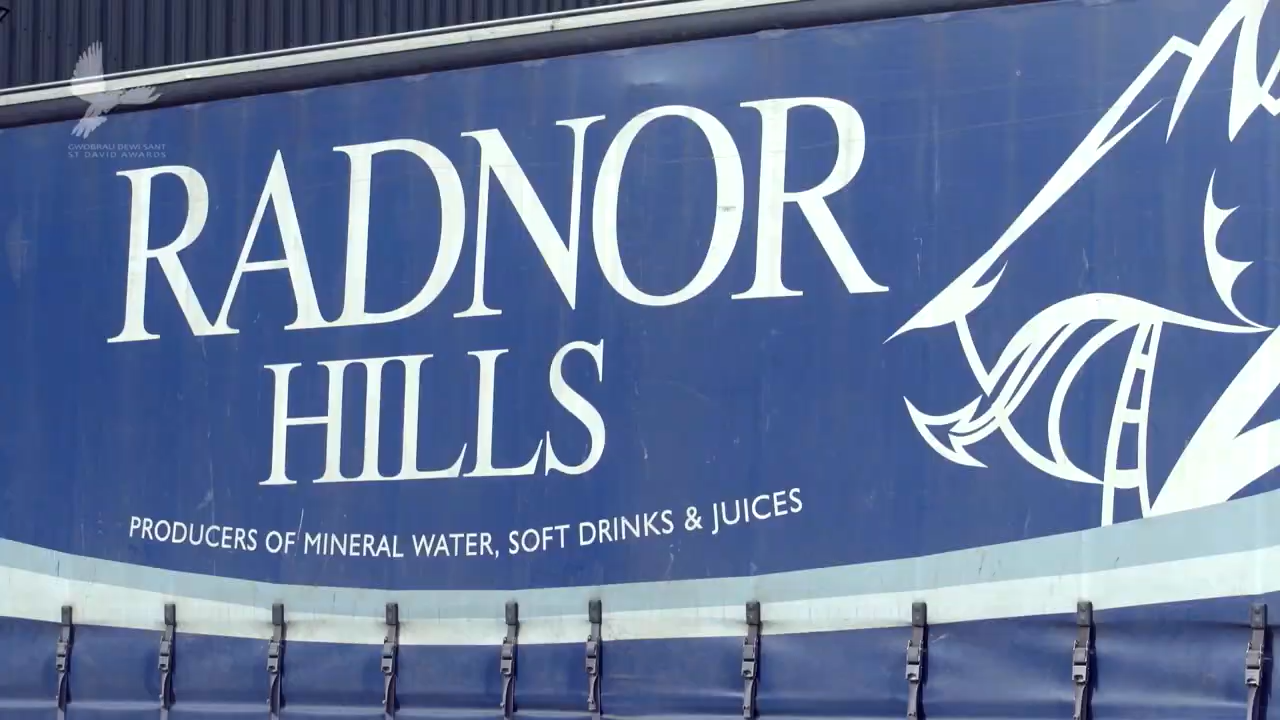 GWOBRAU DEWI SANT
ST DAVID AWARDS
RADNOR
HILLS
PRODUCERS OF MINERAL WATER, SOFT DRINKS & JUICES